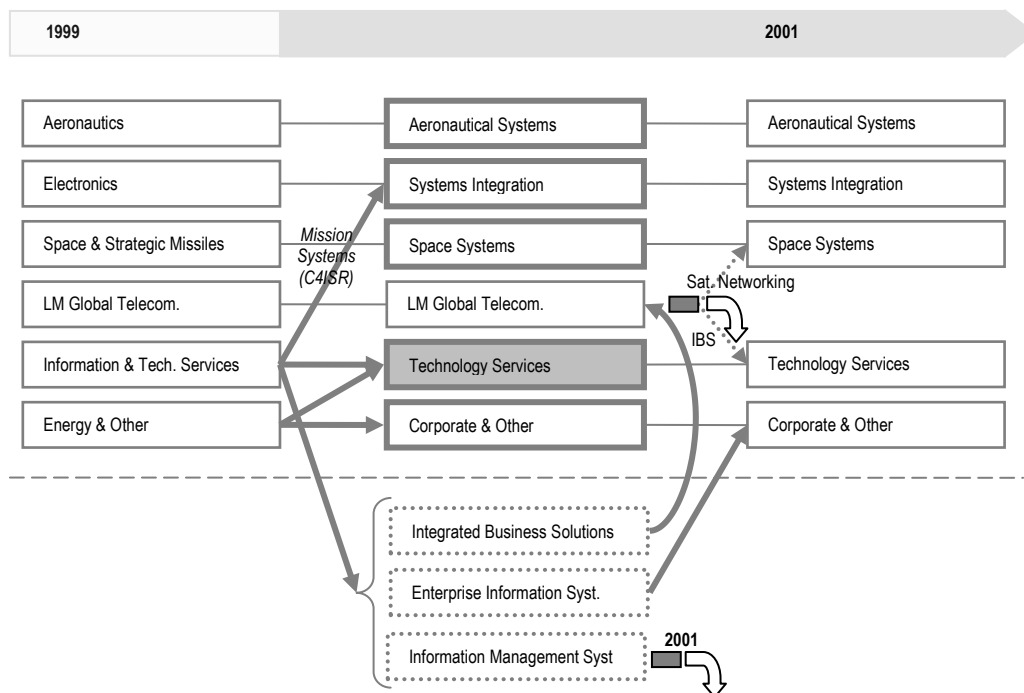 1999
2001
Aeronautics
Aeronautical Systems
Aeronautical Systems
Electronics
Systems Integration
Systems Integration
Mission
Systems
(C4ISR)
Space & Strategic Missiles
Space Systems
Space Systems
Sat. Networking
LM Global Telecom.
LM Global Telecom.
IBS
Information & Tech. Services
Technology Services
Technology Services
Energy & Other
Corporate & Other
Corporate & Other
Integrated Business Solutions
Enterprise Information Syst.
Information Management Syst
2001